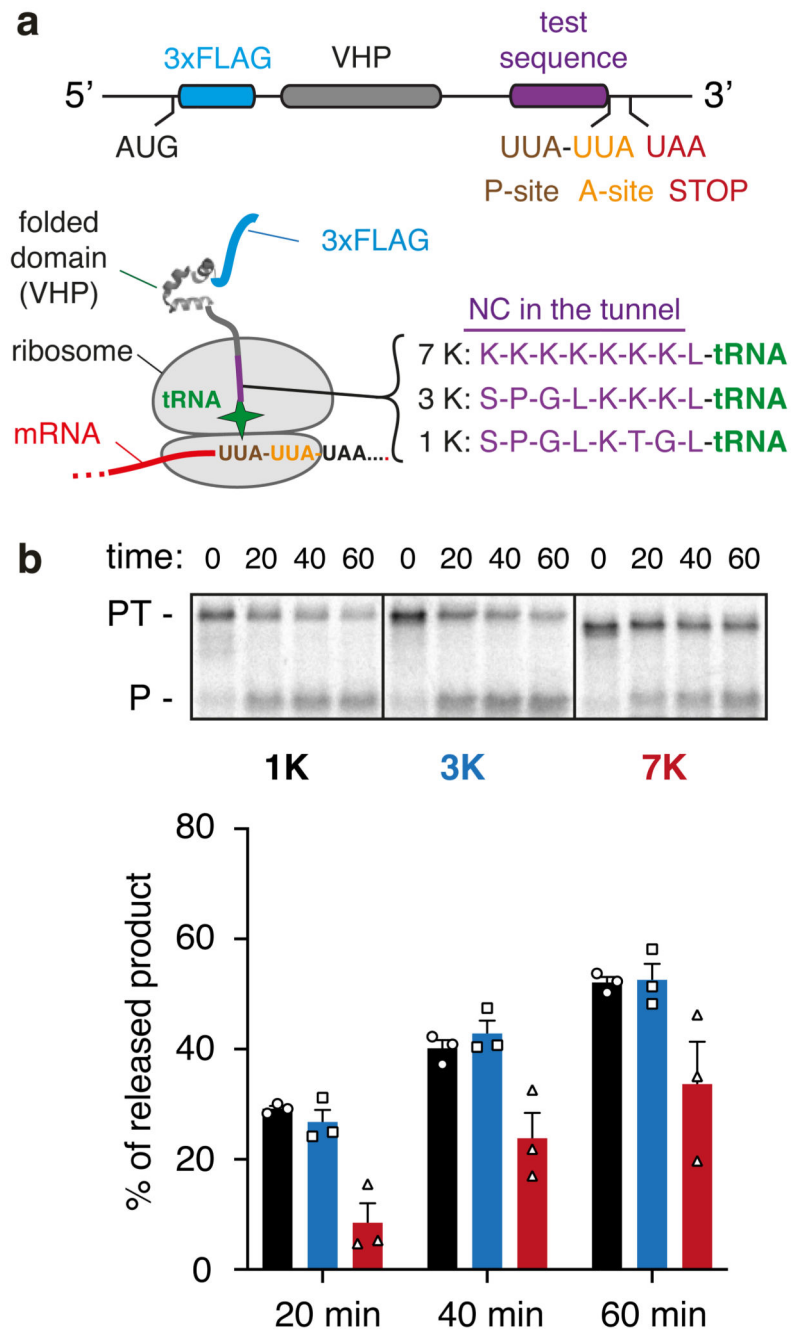 a
test
3xFLAG VHP sequence
5’ 3’
AUG UUA-UUA UAA
P-site A-site STOP
folded
domain
(VHP)
3xFLAG
ribosome
tRNA
mRNA
UUA-UUA-UAA....
NC in the tunnel
7 K: K-K-K-K-K-K-K-L-tRNA
3 K: S-P-G-L-K-K-K-L-tRNA
1 K: S-P-G-L-K-T-G-L-tRNA
b
time: 0 20 40 60 0 20 40 60 0 20 40 60
PT -
P -
1K 3K 7K
% of released product
80
60
40
20
0
20 min 40 min 60 min